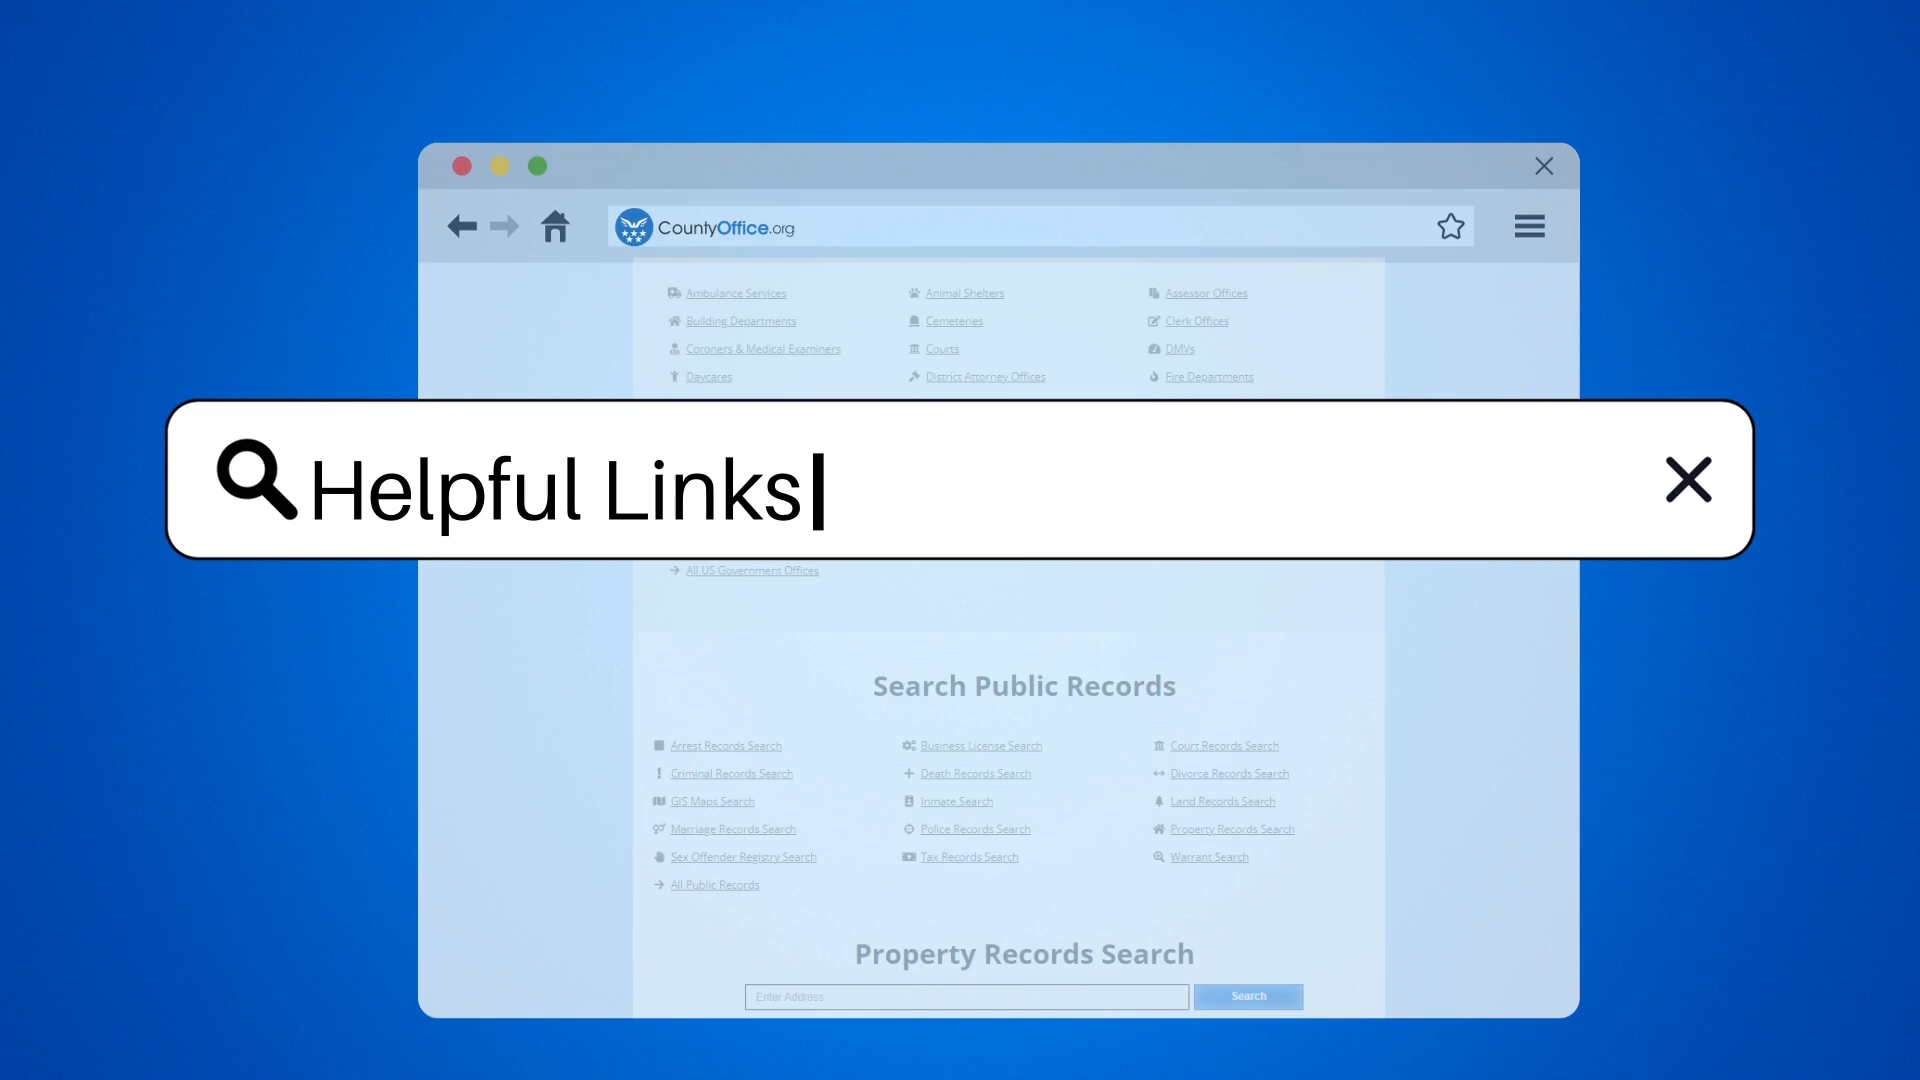 CountyOffice.org
Ambulance Services Animal Shelters Assessor Offices
Building Departments Cemeteries Clerk Offices
Coroners & Medical Examiners Courts DMVs
Daycares District Attorney Offices Fire Departments
Helpful Links
All US Government Offices
Search Public Records
Arrest Records Search Business License Search Court Records Search
Criminal Records Search Death Records Search Divorce Records Search
GIS Maps Search Inmate Search Land Records Search
Marriage Records Search Police Records Search Property Records Search
Sex Offender Registry Search Tax Records Search Warrant Search
All Public Records
Property Records Search
Enter Address Search